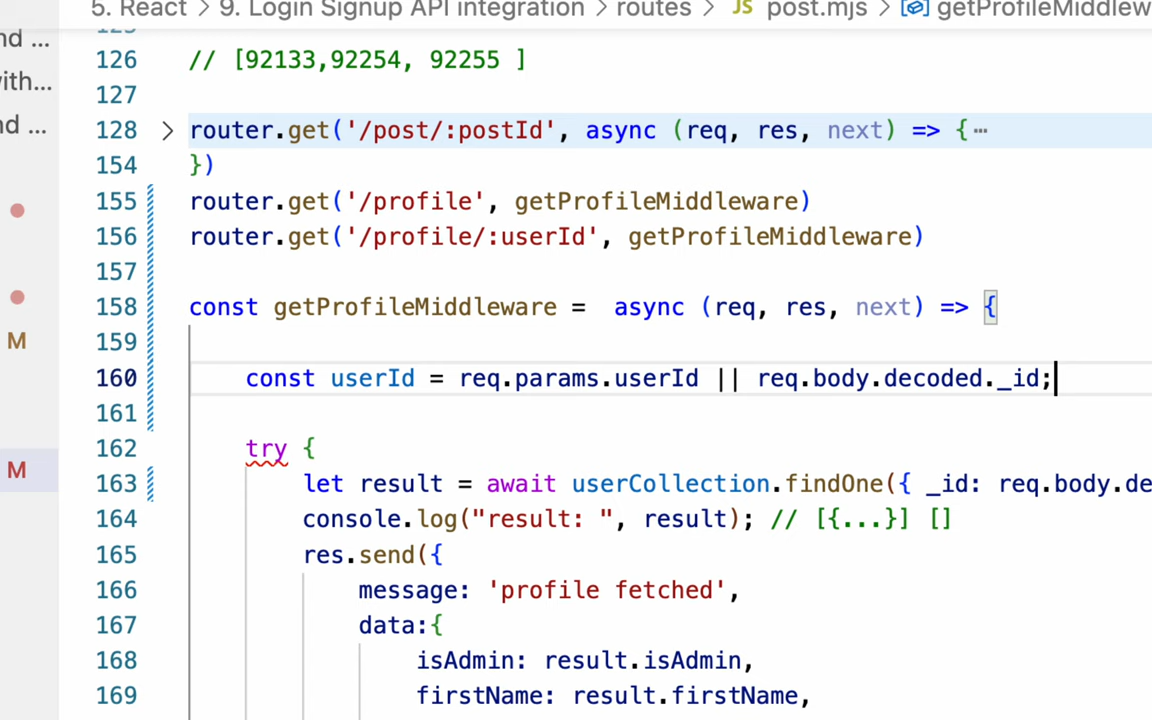 5. React > 9. Login Signup API integration > routes > JS post.mjs > getProfileMiddlew
nd ...
with...
nd ...
M
M
125
126 // [92133,92254, 92255 ]
127
128 > router.get('/post/:postId', async (req, res, next) => {⋯
154 })
155 router.get('/profile', getProfileMiddleware)
156 router.get('/profile/:userId', getProfileMiddleware)
157
158 const getProfileMiddleware =  async (req, res, next) => {
159
160 const userId = req.params.userId || req.body.decoded._id;
161
162 try {
163 let result = await userCollection.findOne({ _id: req.body.de
164 console.log("result: ", result); // [{...}] []
165 res.send({
166 message: 'profile fetched',
167 data:{
168 isAdmin: result.isAdmin,
169 firstName: result.firstName,